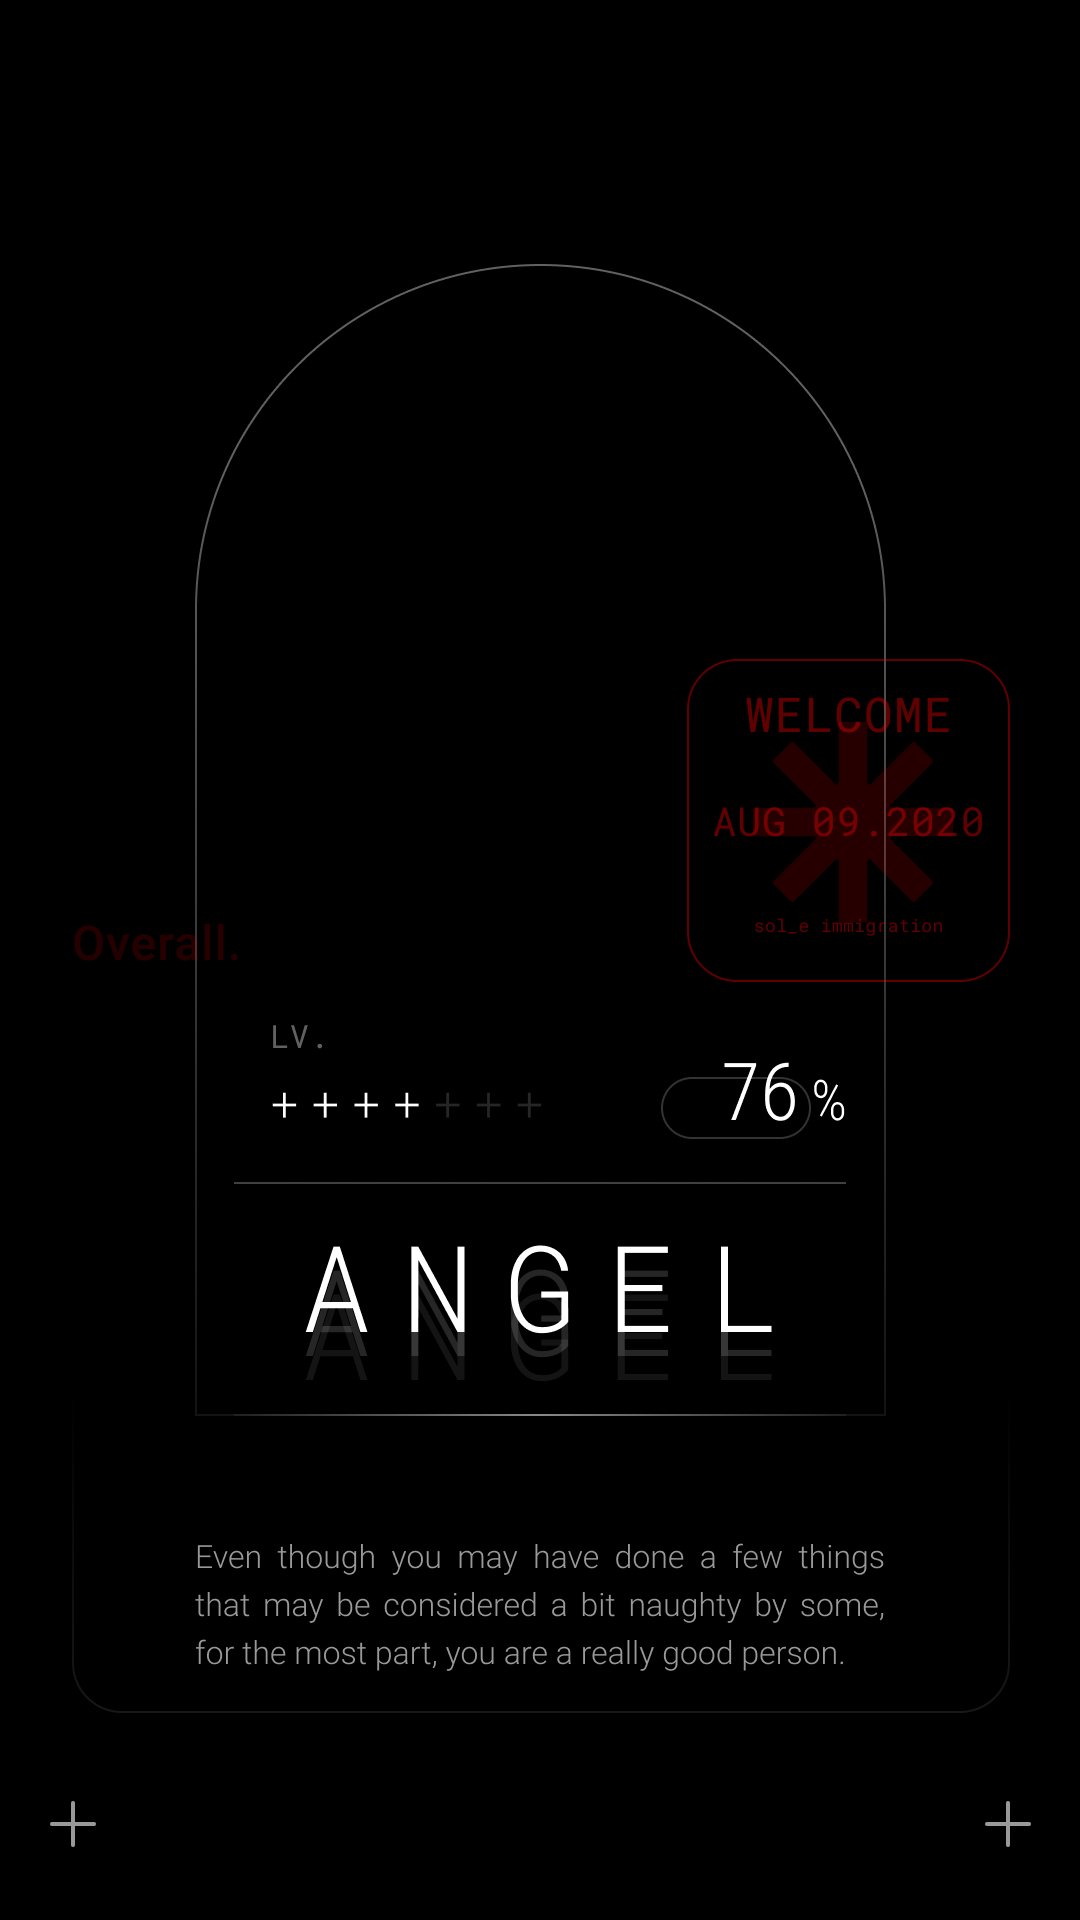 WELCOME
AUG 09.2020
sol_e immigration
Overall.
LV.
+++++++
76%
ANGEL
Even though you may have done a few things
that may be considered a bit naughty by some,
for the most part, you are a really good person.